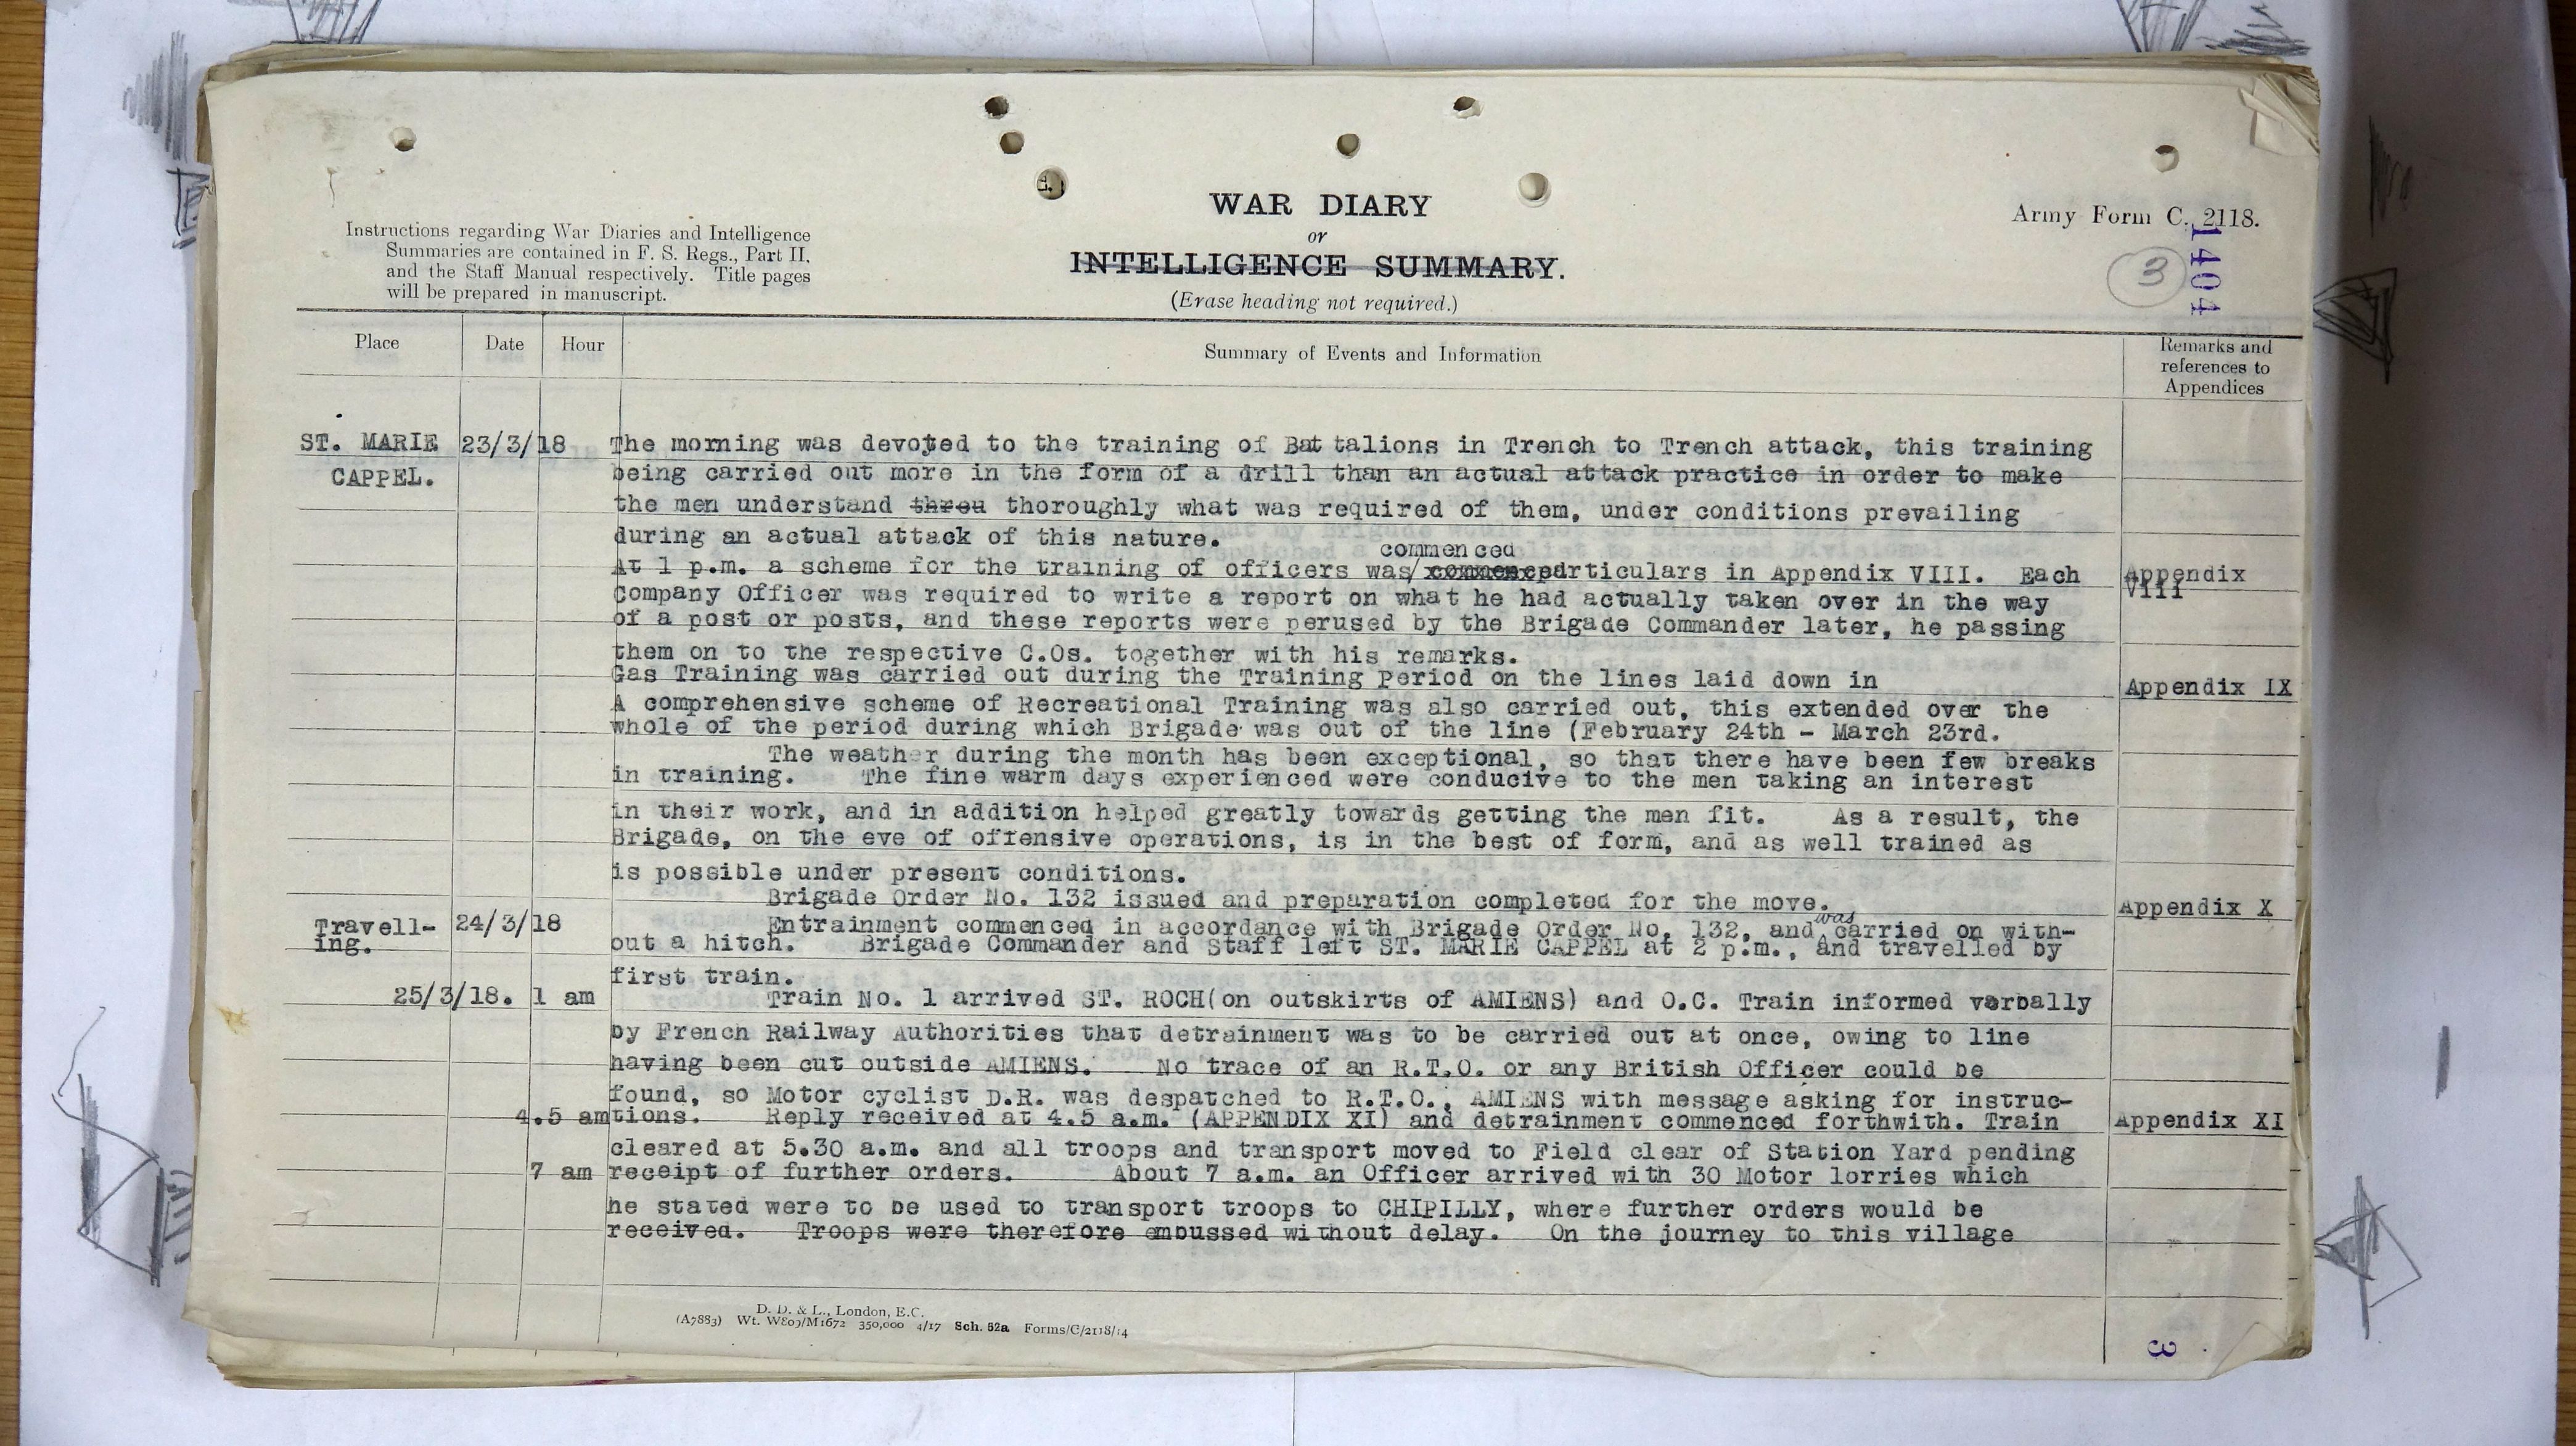 Instructions regarding War Diaries and Intelligence
Summaries are contained in F. S. Regs., Part II,
and the Staff Manual respectively. Title pages
will be prepared in manuscript.
WAR DIARY
or
INTELLIGENCE SUMMARY.
(Erase heading not required.)
Army Form C. 2118.
3
1404
Place Date Hour Summary of Events and Information Remarks and references to Appendices
ST. MARIE 23/3/18 The morning was devoted to the training of Battalions in Trench to Trench attack, this training
CAPPEL. being carried out more in the form of a drill than an actual attack practice in order to make
the men understand throu thoroughly what was required of them, under conditions prevailing
during an actual attack of this nature.
commenced
At 1 p.m. a scheme for the training of officers was/ particulars in Appendix VIII. Each Appendix
Company Officer was required to write a report on what he had actually taken over in the way VIII
of a post or posts, and these reports were perused by the Brigade Commander later, he passing
them on to the respective C.Os. together with his remarks.
Gas Training was carried out during the Training Period on the lines laid down in Appendix IX
A comprehensive scheme of Recreational Training was also carried out, this extended over the
whole of the period during which Brigade was out of the line (February 24th - March 23rd.
The weather during the month has been exceptional, so that there have been few breaks
in training. The fine warm days experienced were conducive to the men taking an interest
in their work, and in addition helped greatly towards getting the men fit. As a result, the
Brigade, on the eve of offensive operations, is in the best of form, and as well trained as
is possible under present conditions.
Brigade Order No. 132 issued and preparation completed for the move. Appendix X
Travell- 24/3/18 Entrainment commenced in accordance with Brigade Order No. 132, and was carried on with-
ing. out a hitch. Brigade Commander and Staff left ST. MARIE CAPPEL at 2 p.m., and travelled by
first train.
25/3/18. 1 am Train No. 1 arrived ST. ROCH(on outskirts of AMIENS) and O.C. Train informed verbally
by French Railway Authorities that detrainment was to be carried out at once, owing to line
having been cut outside AMIENS. No trace of an R.T.O. or any British Officer could be
found, so Motor cyclist D.R. was despatched to R.T.O., AMIENS with message asking for instruc-
4.5 am tions. Reply received at 4.5 a.m. (APPENDIX XI) and detrainment commenced forthwith. Train Appendix XI
cleared at 5.30 a.m. and all troops and transport moved to Field clear of Station Yard pending
7 am receipt of further orders. About 7 a.m. an Officer arrived with 30 Motor lorries which
he stated were to be used to transport troops to CHIPILLY, where further orders would be
received. Troops were therefore embussed without delay. On the journey to this village
D. D. & L., London, E.C.
(A7883) Wt. W809/M1672 350,000 4/17 Sch. 52a Forms/C/2118/14
3